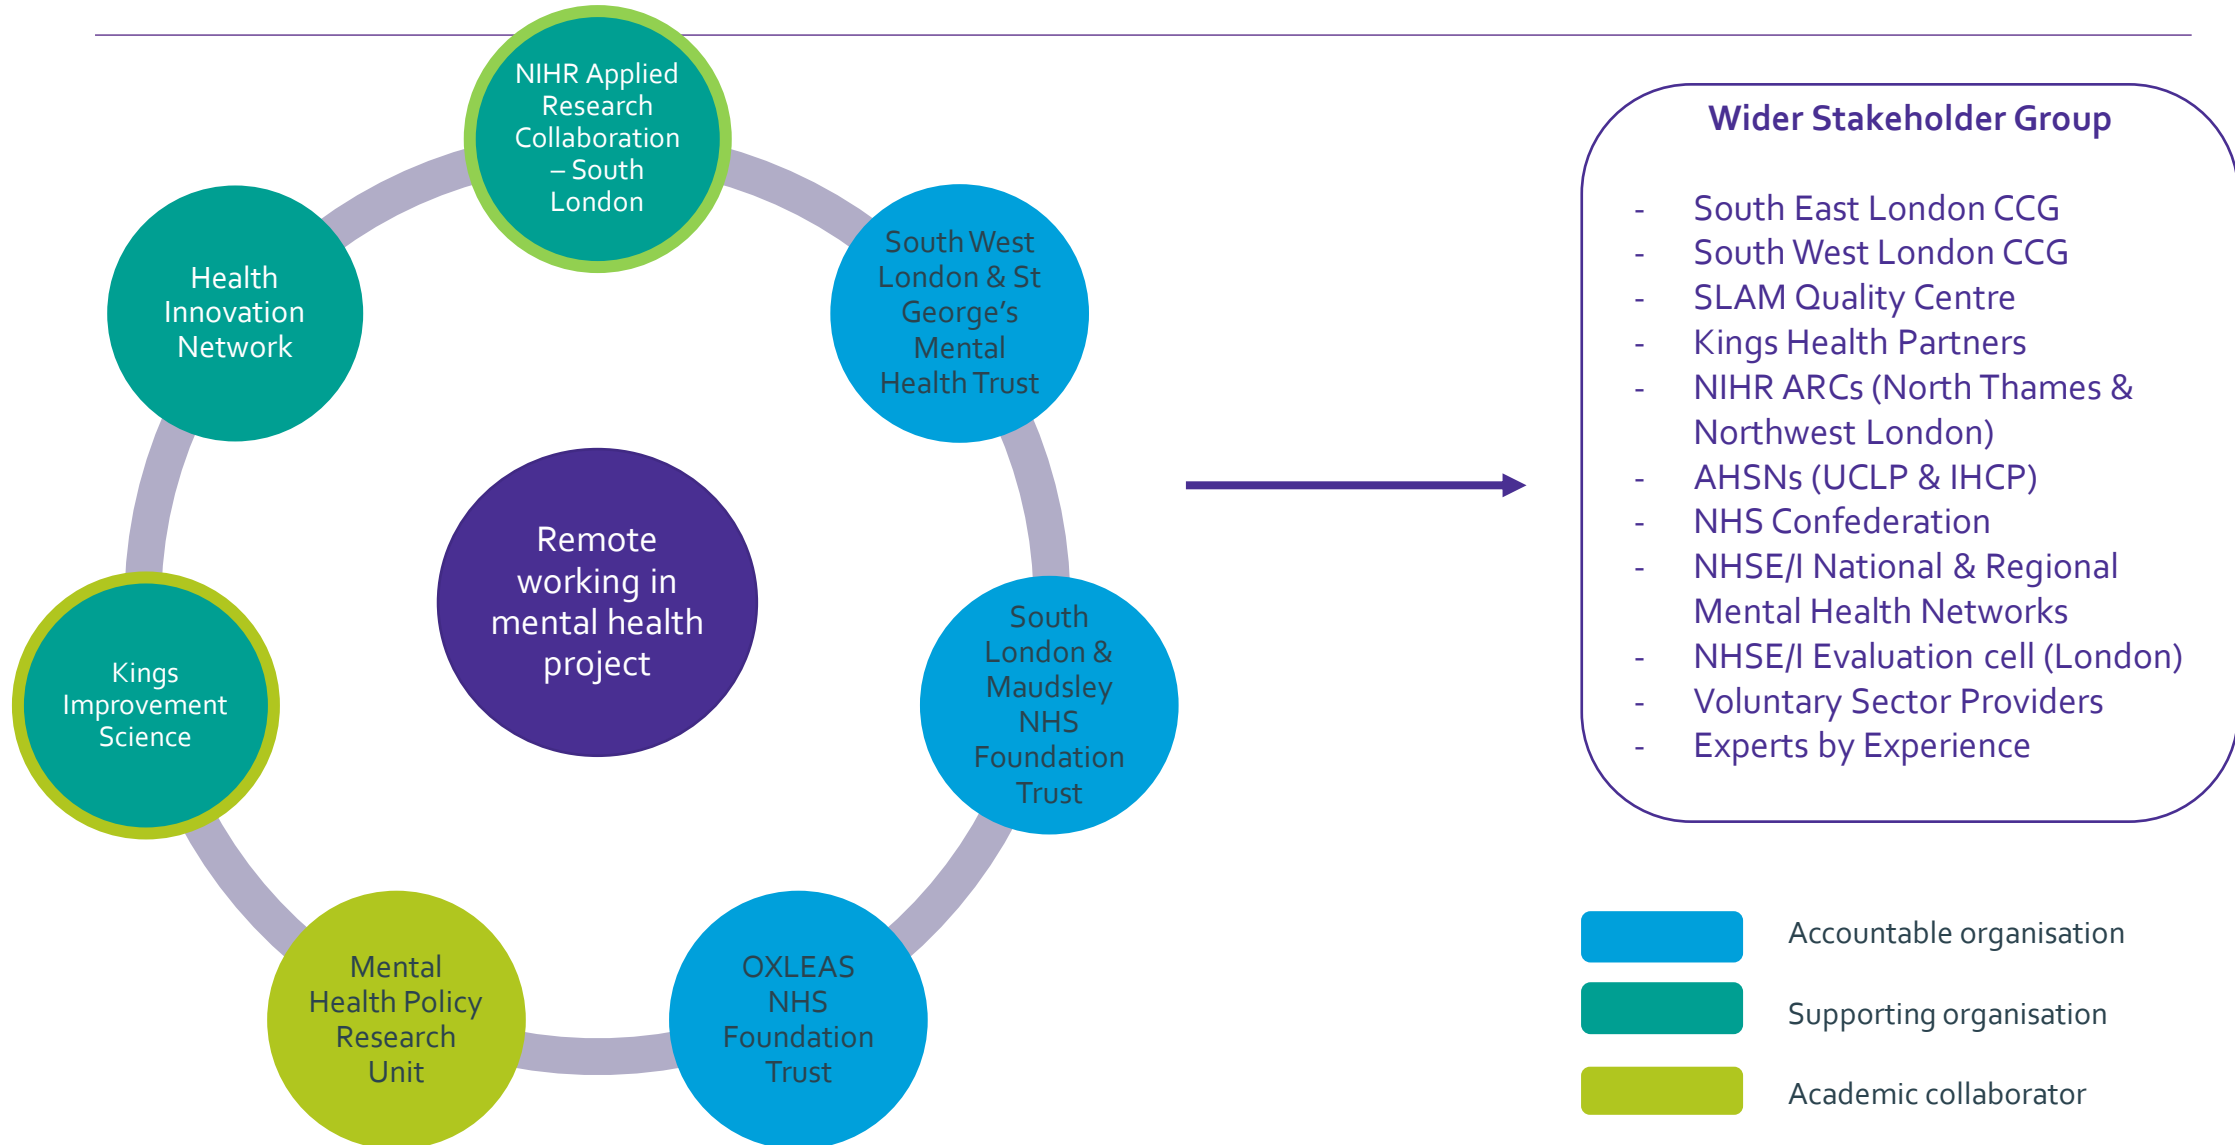 NIHR Applied
Research
Collaboration
– South
London
South West
London & St
George’s
Mental
Health Trust
South
London &
Maudsley
NHS
Foundation
Trust
OXLEAS
NHS
Foundation
Trust
Mental
Health Policy
Research
Unit
Kings
Improvement
Science
Health
Innovation
Network
Remote
working in
mental health
project
Wider Stakeholder Group
- South East London CCG
- South West London CCG
- SLAM Quality Centre
- Kings Health Partners
- NIHR ARCs (North Thames &
Northwest London)
- AHSNs (UCLP & IHCP)
- NHS Confederation
- NHSE/I National & Regional
Mental Health Networks
- NHSE/I Evaluation cell (London)
- Voluntary Sector Providers
- Experts by Experience
Accountable organisation
Supporting organisation
Academic collaborator